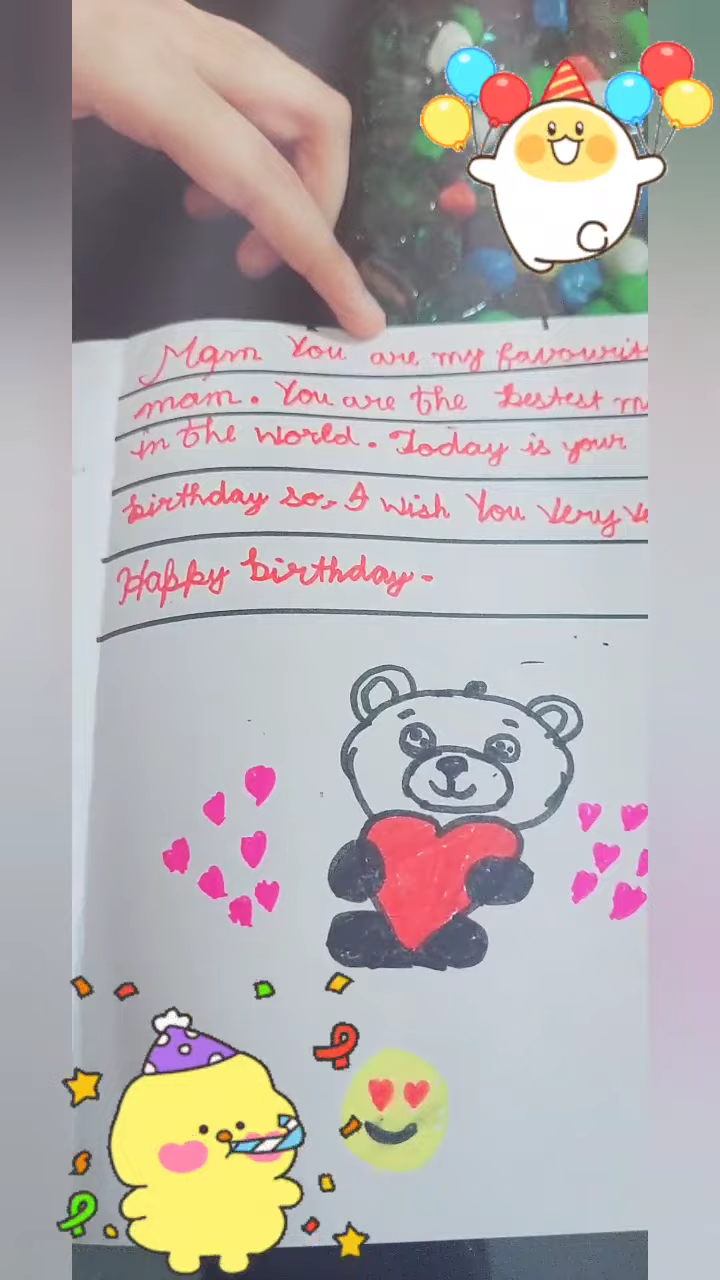 Mam You are my favourite
mam. You are the bestest
in the world. Today is your
birthday so, I wish You Very
Happy birthday.